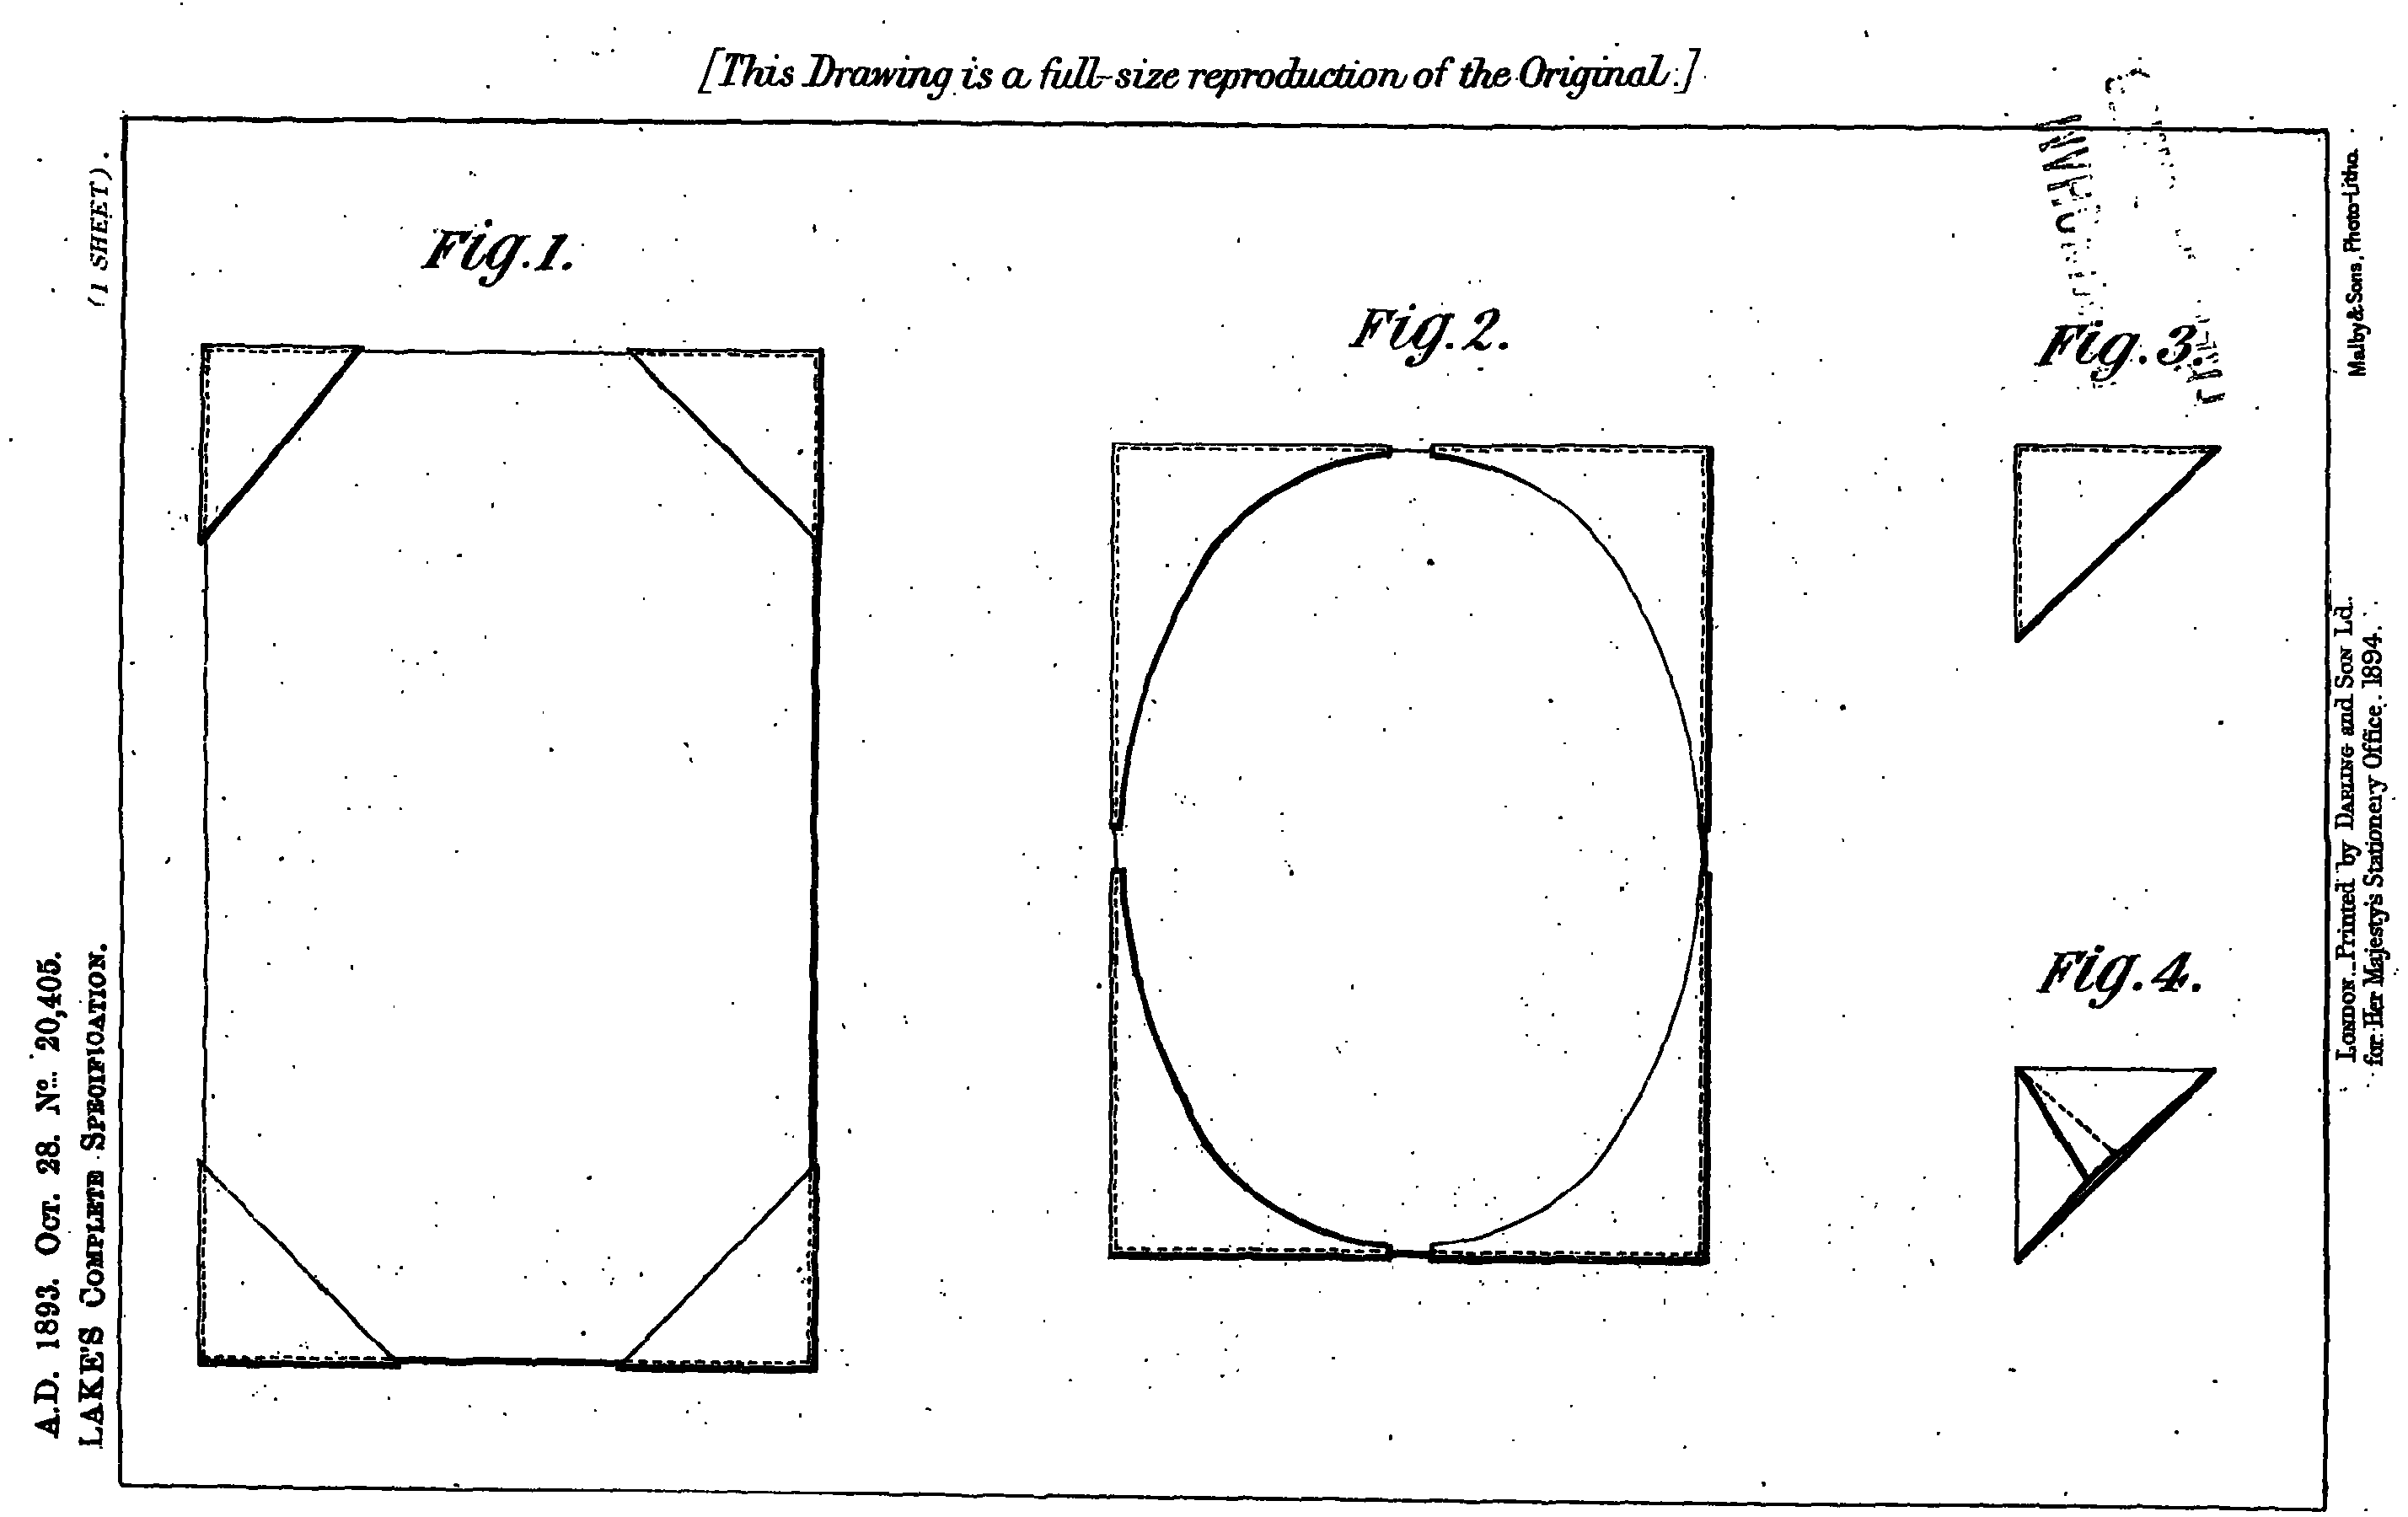 [This Drawing is a full-size reproduction of the Original.]
(1 SHEET).
A.D. 1893. Oct. 28. No. 20,405.
LAKE'S COMPLETE SPECIFICATION.
Fig.1.
Fig.2.
Fig.3.
Fig.4.
Malby & Sons, Photo-Litho.
LONDON. Printed by DARLING and SON Ld.
for Her Majesty's Stationery Office. 1894.